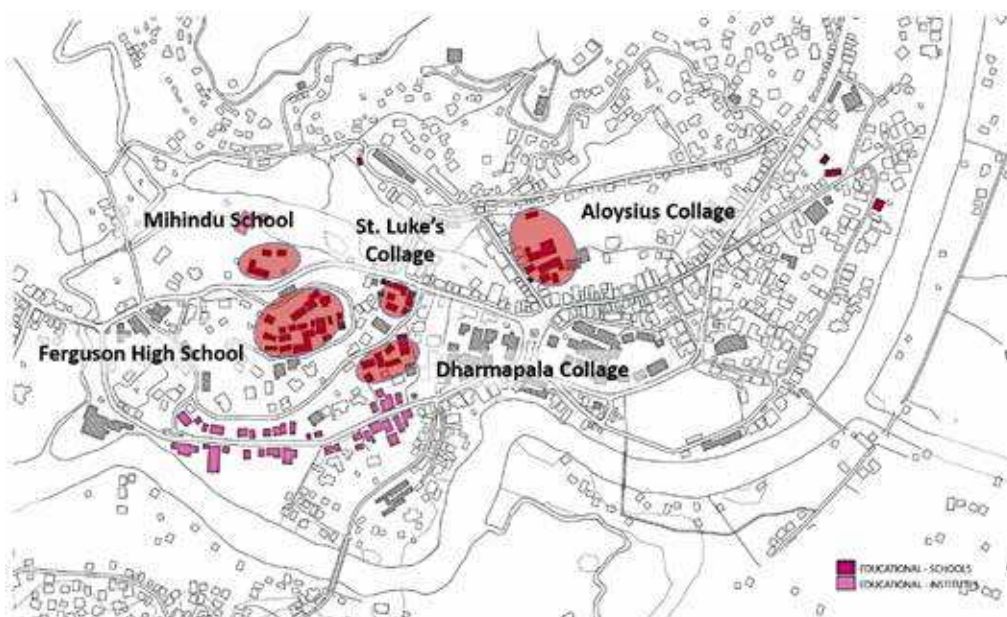 Mihindu School
St. Luke's
Collage
Aloysius Collage
Ferguson High School
Dharmapala Collage
EDUCATIONAL - SCHOOLS
EDUCATIONAL - INSTITUTES